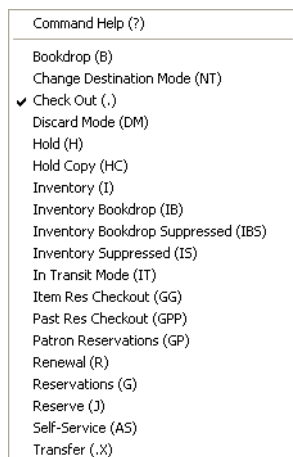 Command Help (?)
Bookdrop (B)
Change Destination Mode (NT)
Check Out (.)
Discard Mode (DM)
Hold (H)
Hold Copy (HC)
Inventory (I)
Inventory Bookdrop (IB)
Inventory Bookdrop Suppressed (IBS)
Inventory Suppressed (IS)
In Transit Mode (IT)
Item Res Checkout (GG)
Past Res Checkout (GPP)
Patron Reservations (GP)
Renewal (R)
Reservations (G)
Reserve (J)
Self-Service (AS)
Transfer (.X)